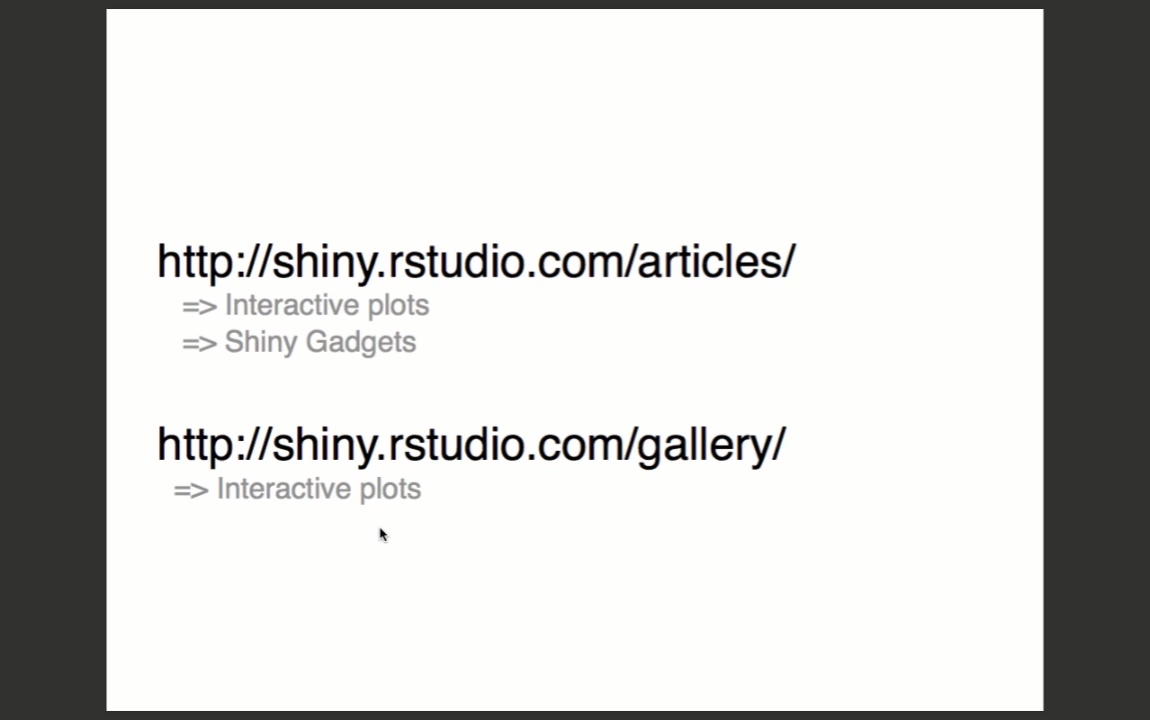 http://shiny.rstudio.com/articles/
=> Interactive plots
=> Shiny Gadgets
http://shiny.rstudio.com/gallery/
=> Interactive plots